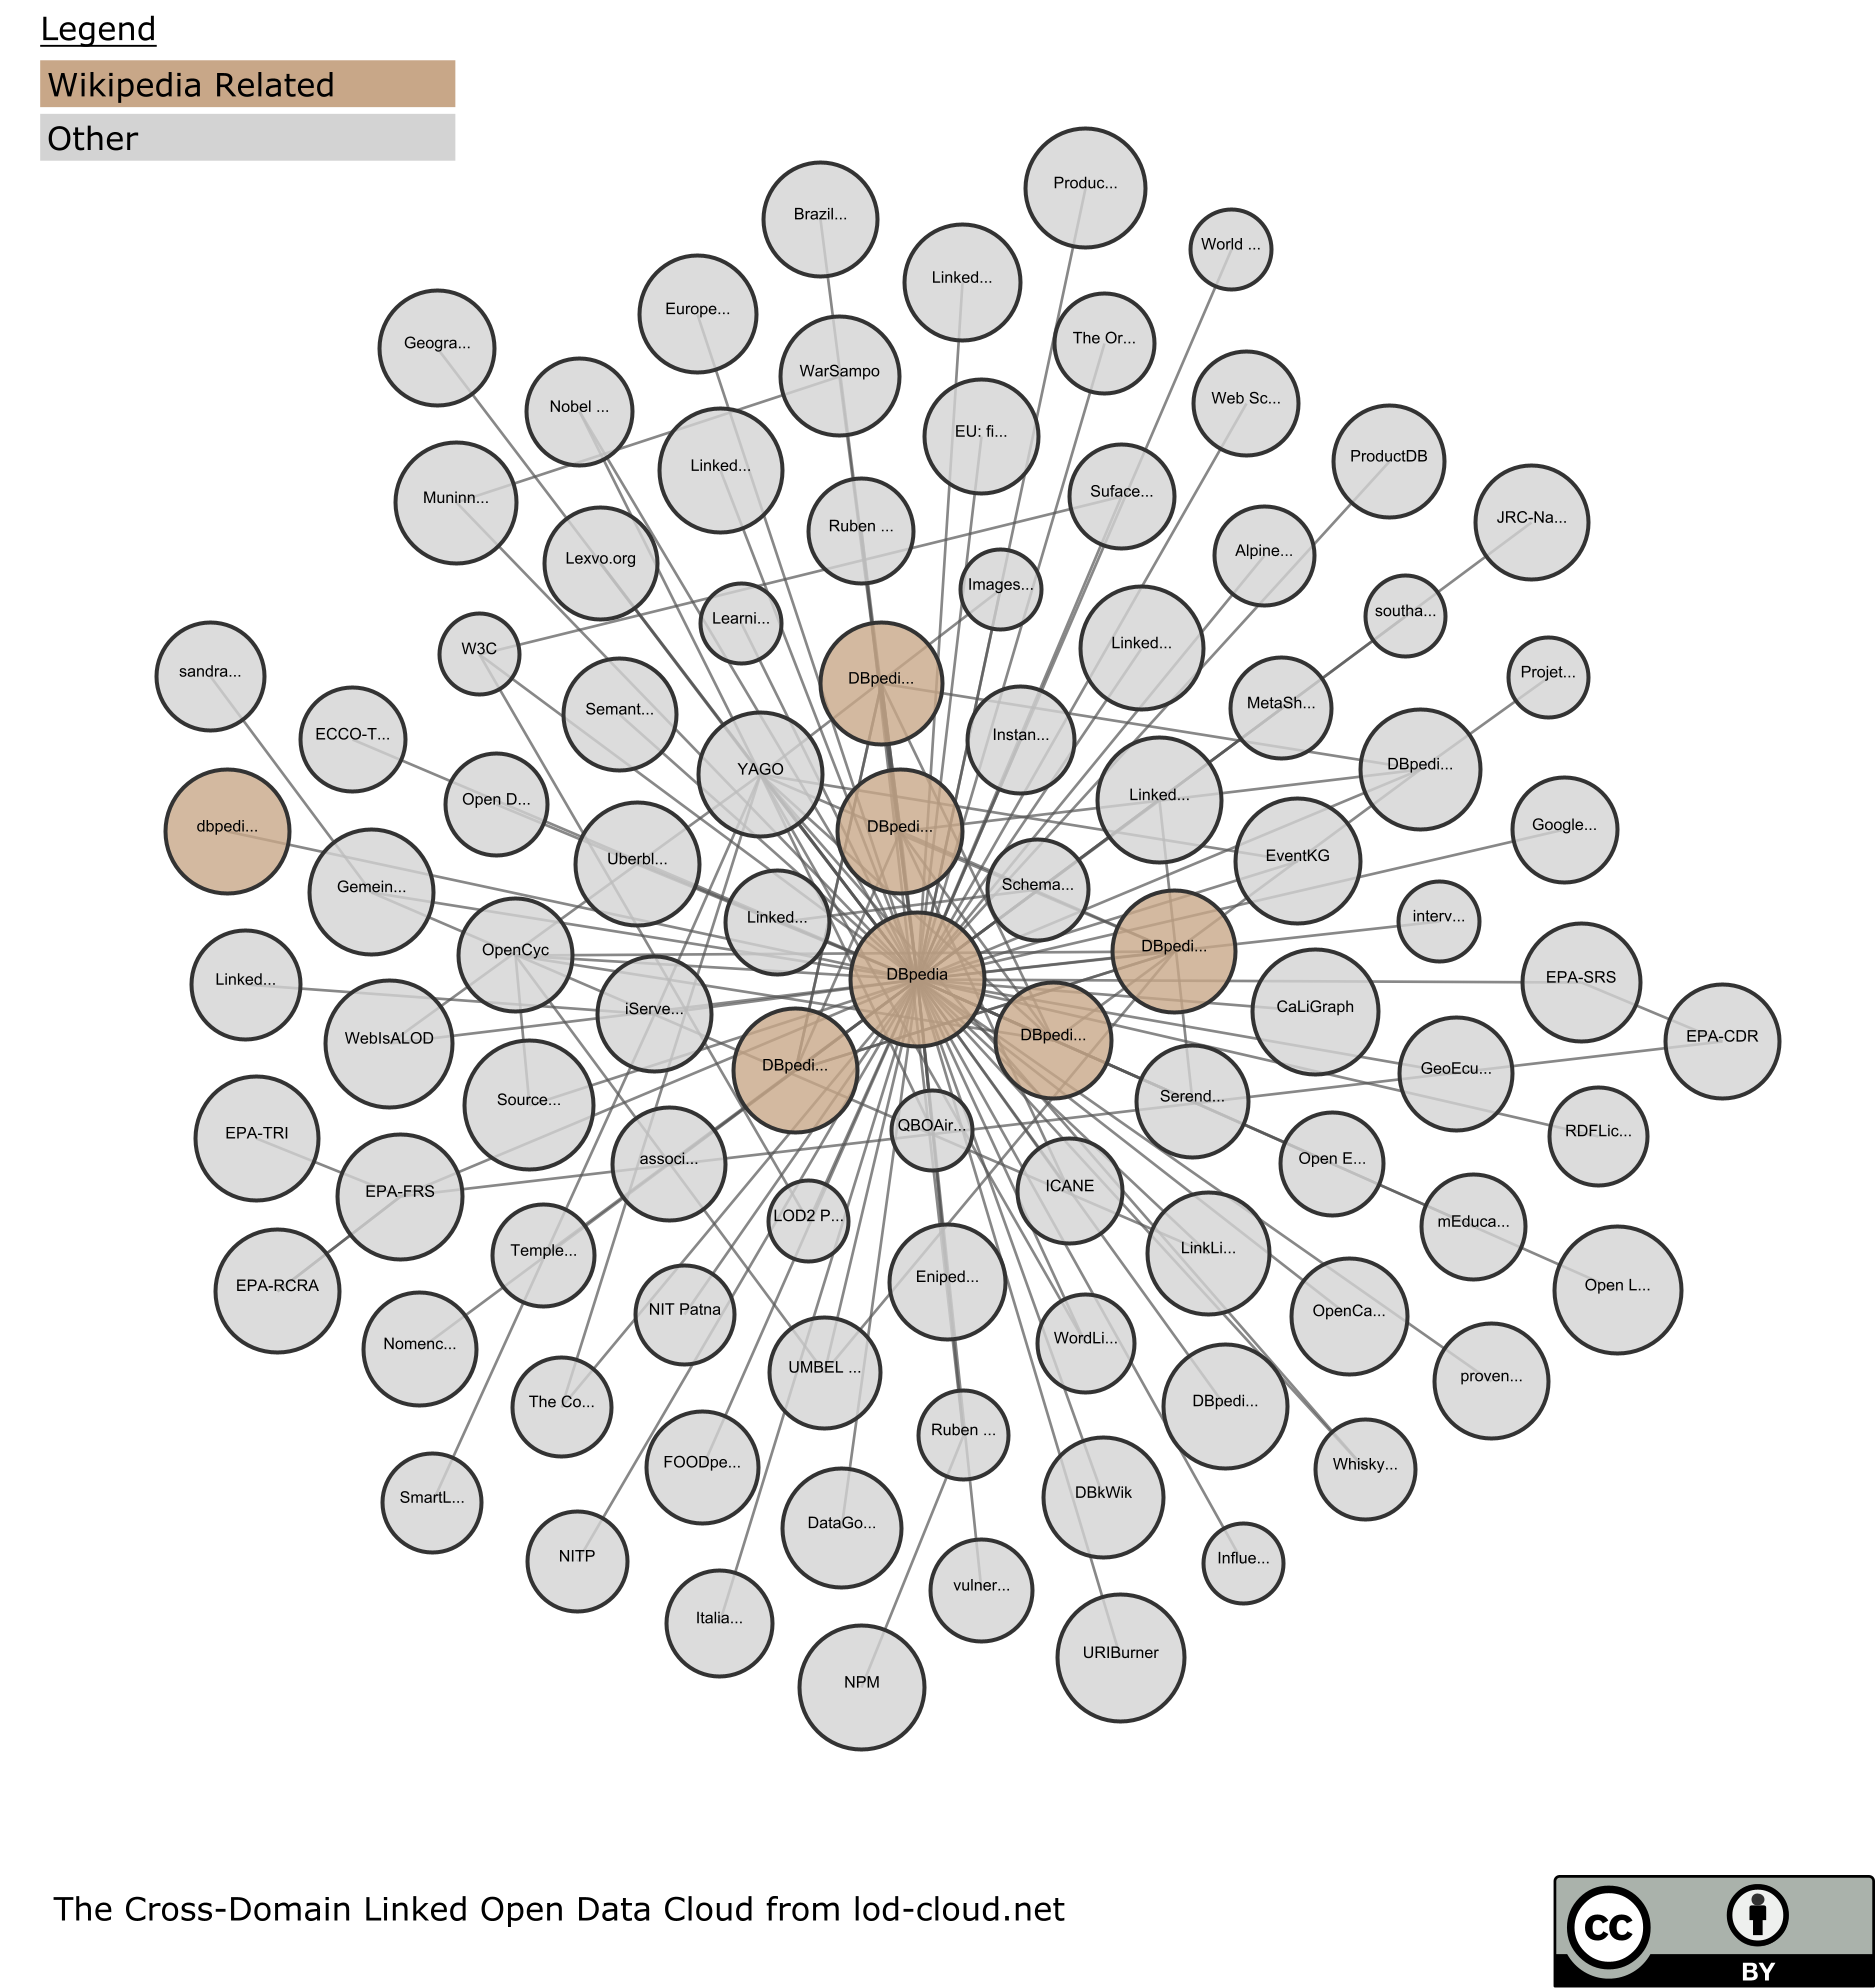 Legend
Wikipedia Related
Other
Produc...
Brazil...
World ...
Linked...
Europe...
The Or...
Geogra...
WarSampo
Web Sc...
Nobel ...
EU: fi...
ProductDB
Linked...
Suface...
Muninn...
JRC-Na...
Ruben ...
Alpine...
Lexvo.org
Images...
southa...
Learni...
Linked...
W3C
sandra...
DBpedi...
Projet...
MetaSh...
Semant...
ECCO-T...
Instan...
DBpedi...
YAGO
Linked...
Open D...
dbpedi...
DBpedi...
Google...
Uberbl...
EventKG
Gemein...
Schema...
Linked...
interv...
OpenCyc
DBpedi...
DBpedia
Linked...
EPA-SRS
iServe...
CaLiGraph
WebIsALOD
DBpedi...
EPA-CDR
DBpedi...
GeoEcu...
Source...
Serend...
QBOAir...
EPA-TRI
RDFLic...
associ...
Open E...
EPA-FRS
ICANE
LOD2 P...
mEduca...
Temple...
LinkLi...
EPA-RCRA
Eniped...
Open L...
NIT Patna
OpenCa...
Nomenc...
WordLi...
UMBEL ...
proven...
The Co...
DBpedi...
Ruben ...
FOODpe...
Whisky...
SmartL...
DBkWik
DataGo...
NITP
Influe...
vulner...
Italia...
URIBurner
NPM
The Cross-Domain Linked Open Data Cloud from lod-cloud.net
cc
BY